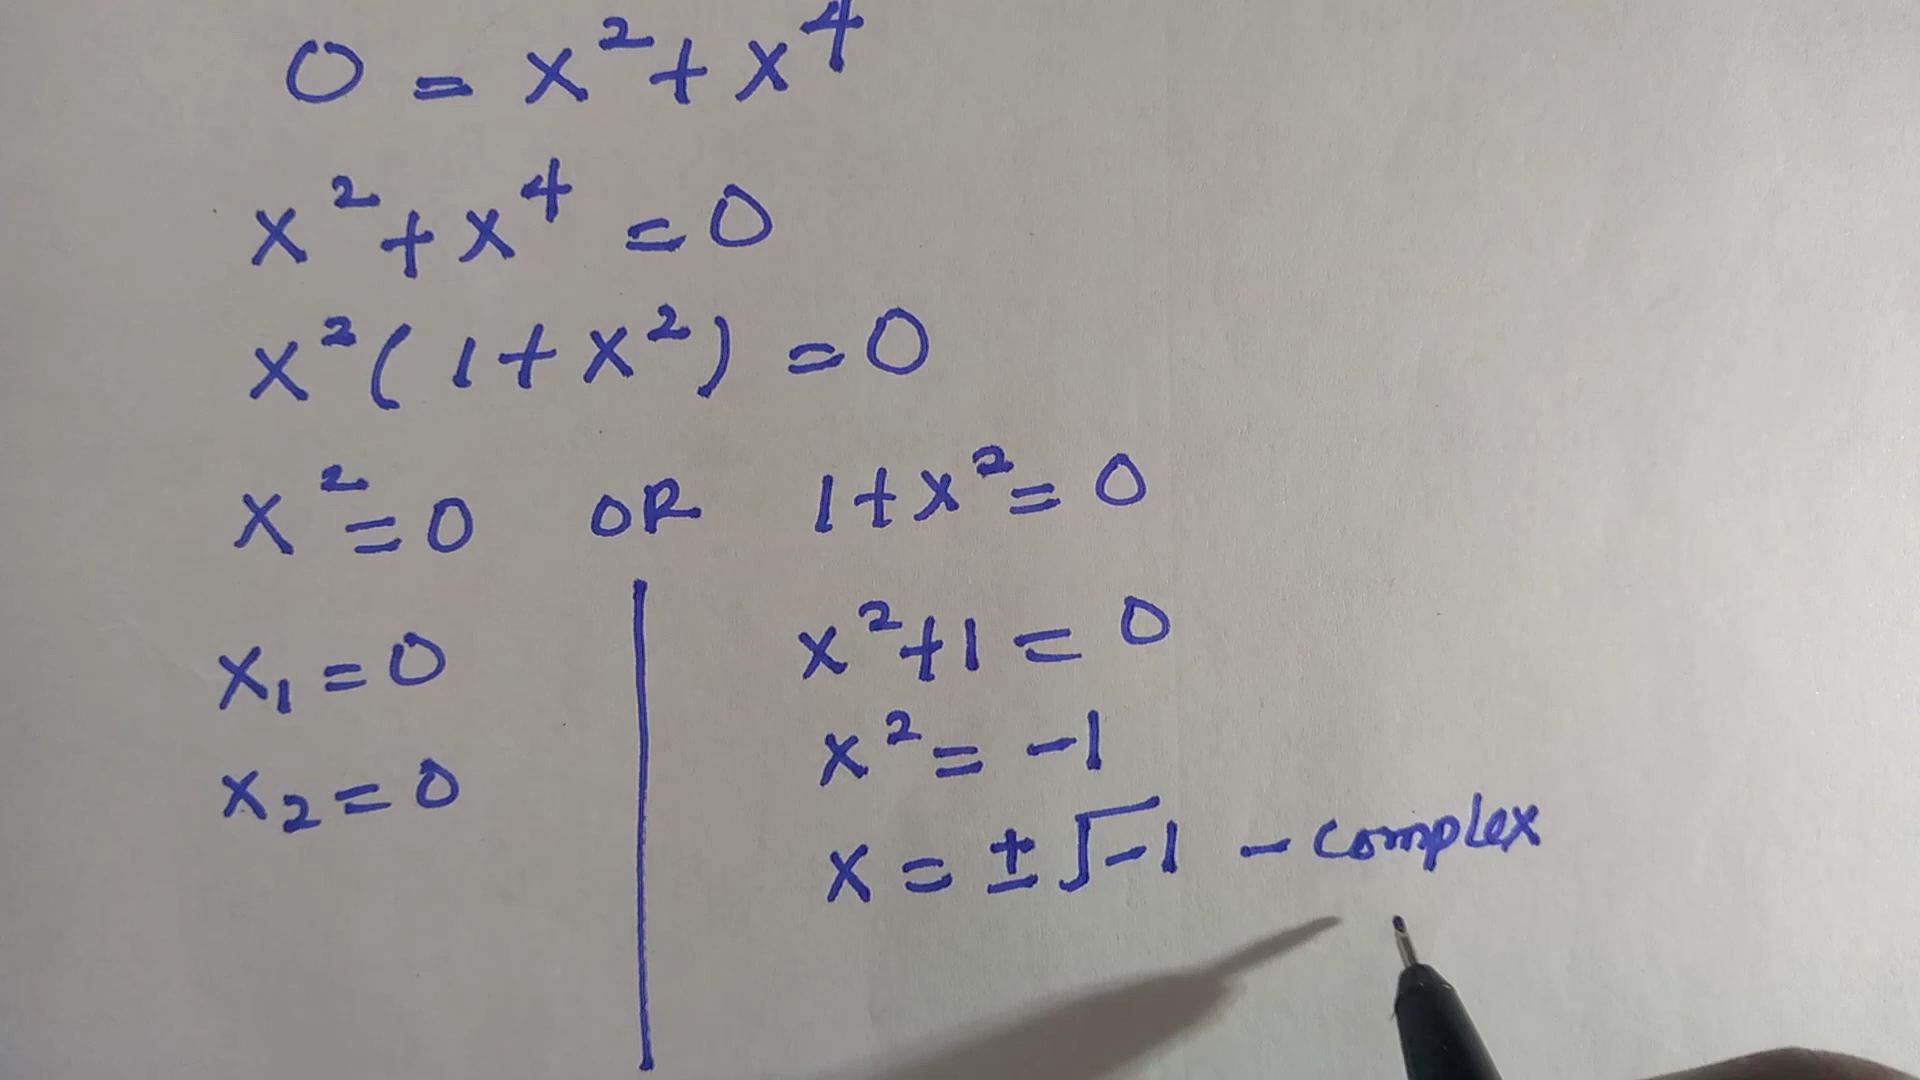 0 = x² + x⁴
x² + x⁴ = 0
x² ( 1 + x² ) = 0
x² = 0 OR 1 + x² = 0
x₁ = 0
x₂ = 0
x² + 1 = 0
x² = -1
x = ± √-1 - complex